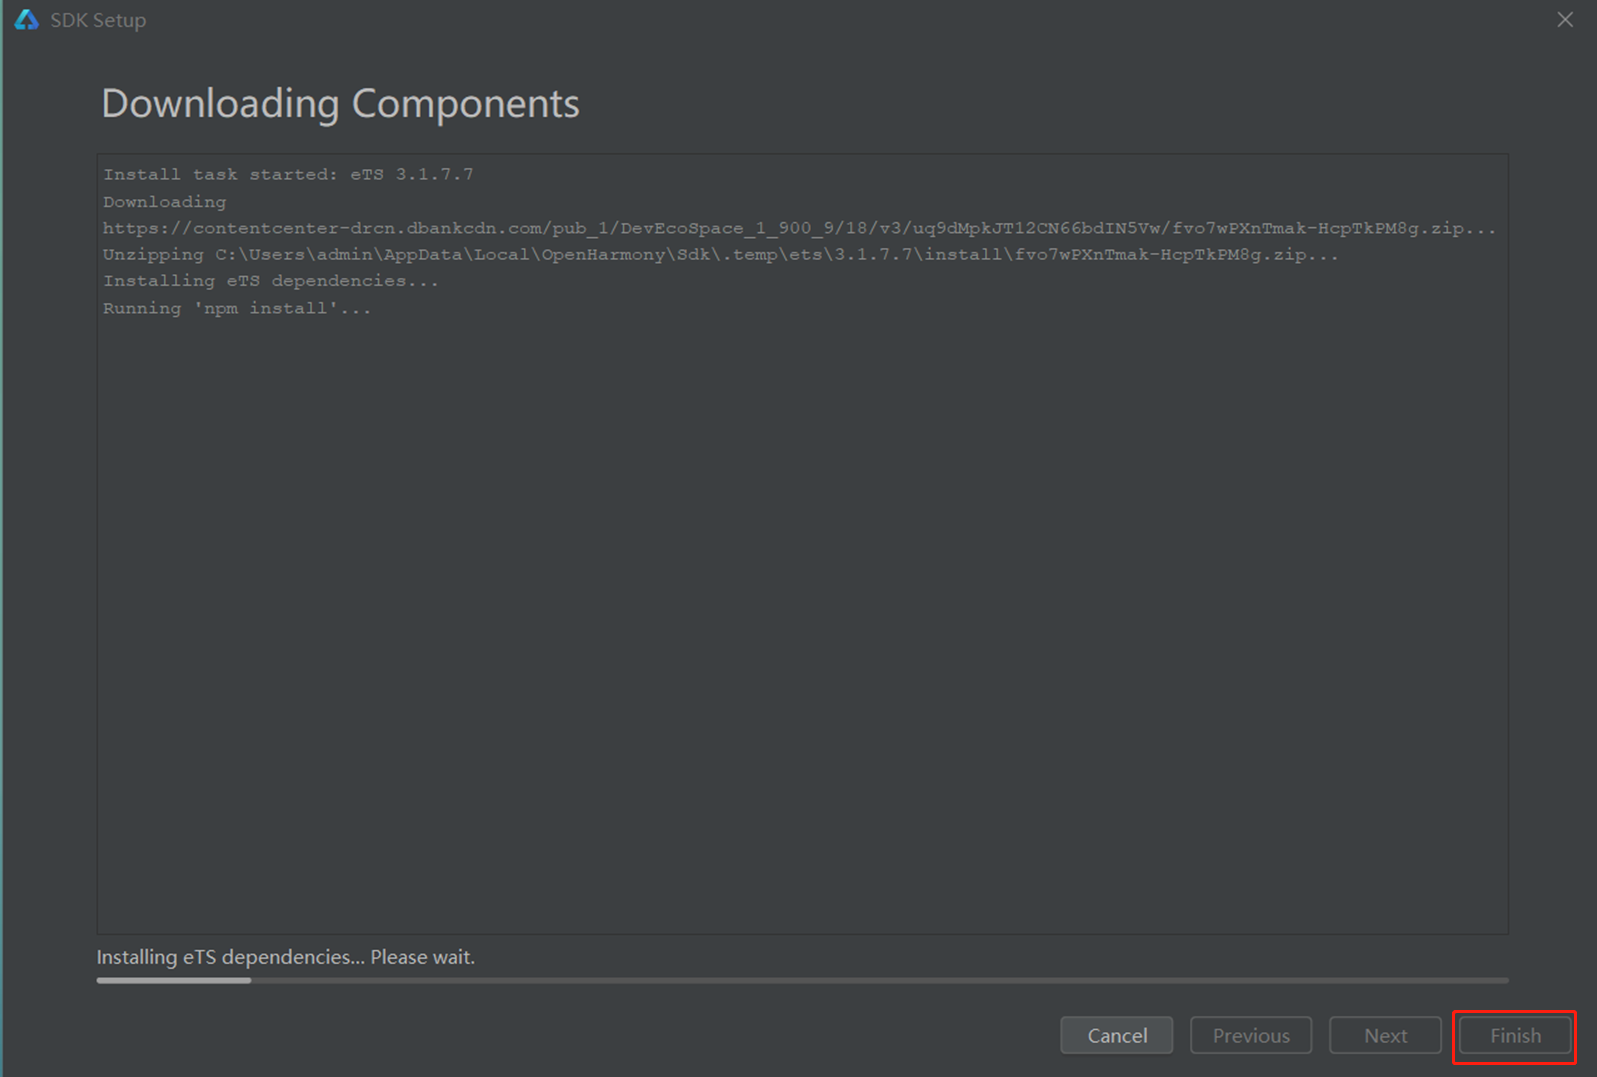 SDK Setup
Downloading Components
Install task started: eTS 3.1.7.7
Downloading
https://contentcenter-drcn.dbankcdn.com/pub_1/DevEcoSpace_1_900_9/18/v3/uq9dMpkJT12CN66bdIN5Vw/fvo7wPXnTmak-HcpTkPM8g.zip...
Unzipping C:\Users\admin\AppData\Local\OpenHarmony\Sdk\.temp\ets\3.1.7.7\install\fvo7wPXnTmak-HcpTkPM8g.zip...
Installing eTS dependencies...
Running 'npm install'...
Installing eTS dependencies... Please wait.
Cancel Previous Next Finish